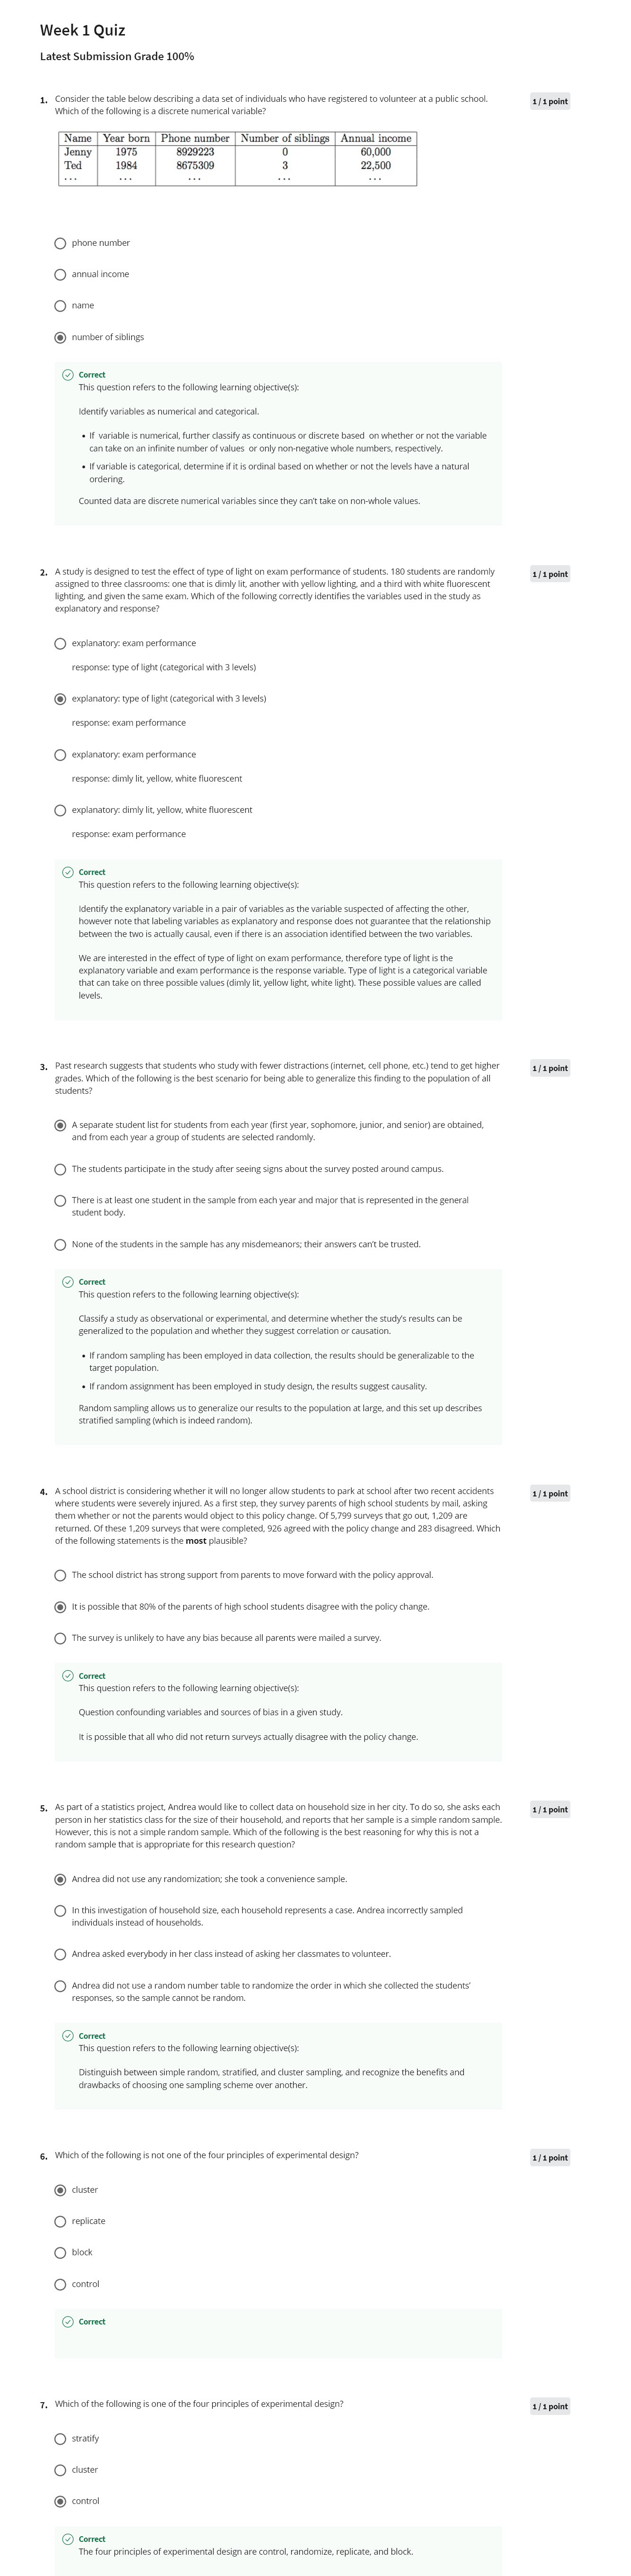 Week 1 Quiz
Latest Submission Grade 100%
1. Consider the table below describing a data set of individuals who have registered to volunteer at a public school.
Which of the following is a discrete numerical variable?
1 / 1 point
Name Year born Phone number Number of siblings Annual income
Jenny 1975 8929223 0 60,000
Ted 1984 8675309 3 22,500
... ... ... ... ...
phone number
annual income
name
number of siblings
Correct
This question refers to the following learning objective(s):
Identify variables as numerical and categorical.
• If variable is numerical, further classify as continuous or discrete based on whether or not the variable
can take on an infinite number of values or only non-negative whole numbers, respectively.
• If variable is categorical, determine if it is ordinal based on whether or not the levels have a natural
ordering.
Counted data are discrete numerical variables since they can't take on non-whole values.
2. A study is designed to test the effect of type of light on exam performance of students. 180 students are randomly
assigned to three classrooms: one that is dimly lit, another with yellow lighting, and a third with white fluorescent
lighting, and given the same exam. Which of the following correctly identifies the variables used in the study as
explanatory and response?
1 / 1 point
explanatory: exam performance
response: type of light (categorical with 3 levels)
explanatory: type of light (categorical with 3 levels)
response: exam performance
explanatory: exam performance
response: dimly lit, yellow, white fluorescent
explanatory: dimly lit, yellow, white fluorescent
response: exam performance
Correct
This question refers to the following learning objective(s):
Identify the explanatory variable in a pair of variables as the variable suspected of affecting the other,
however note that labeling variables as explanatory and response does not guarantee that the relationship
between the two is actually causal, even if there is an association identified between the two variables.
We are interested in the effect of type of light on exam performance, therefore type of light is the
explanatory variable and exam performance is the response variable. Type of light is a categorical variable
that can take on three possible values (dimly lit, yellow light, white light). These possible values are called
levels.
3. Past research suggests that students who study with fewer distractions (internet, cell phone, etc.) tend to get higher
grades. Which of the following is the best scenario for being able to generalize this finding to the population of all
students?
1 / 1 point
A separate student list for students from each year (first year, sophomore, junior, and senior) are obtained,
and from each year a group of students are selected randomly.
The students participate in the study after seeing signs about the survey posted around campus.
There is at least one student in the sample from each year and major that is represented in the general
student body.
None of the students in the sample has any misdemeanors; their answers can't be trusted.
Correct
This question refers to the following learning objective(s):
Classify a study as observational or experimental, and determine whether the study's results can be
generalized to the population and whether they suggest correlation or causation.
• If random sampling has been employed in data collection, the results should be generalizable to the
target population.
• If random assignment has been employed in study design, the results suggest causality.
Random sampling allows us to generalize our results to the population at large, and this set up describes
stratified sampling (which is indeed random).
4. A school district is considering whether it will no longer allow students to park at school after two recent accidents
where students were severely injured. As a first step, they survey parents of high school students by mail, asking
them whether or not the parents would object to this policy change. Of 5,799 surveys that go out, 1,209 are
returned. Of these 1,209 surveys that were completed, 926 agreed with the policy change and 283 disagreed. Which
of the following statements is the most plausible?
1 / 1 point
The school district has strong support from parents to move forward with the policy approval.
It is possible that 80% of the parents of high school students disagree with the policy change.
The survey is unlikely to have any bias because all parents were mailed a survey.
Correct
This question refers to the following learning objective(s):
Question confounding variables and sources of bias in a given study.
It is possible that all who did not return surveys actually disagree with the policy change.
5. As part of a statistics project, Andrea would like to collect data on household size in her city. To do so, she asks each
person in her statistics class for the size of their household, and reports that her sample is a simple random sample.
However, this is not a simple random sample. Which of the following is the best reasoning for why this is not a
random sample that is appropriate for this research question?
1 / 1 point
Andrea did not use any randomization; she took a convenience sample.
In this investigation of household size, each household represents a case. Andrea incorrectly sampled
individuals instead of households.
Andrea asked everybody in her class instead of asking her classmates to volunteer.
Andrea did not use a random number table to randomize the order in which she collected the students'
responses, so the sample cannot be random.
Correct
This question refers to the following learning objective(s):
Distinguish between simple random, stratified, and cluster sampling, and recognize the benefits and
drawbacks of choosing one sampling scheme over another.
6. Which of the following is not one of the four principles of experimental design?
1 / 1 point
cluster
replicate
block
control
Correct
7. Which of the following is one of the four principles of experimental design?
1 / 1 point
stratify
cluster
control
Correct
The four principles of experimental design are control, randomize, replicate, and block.